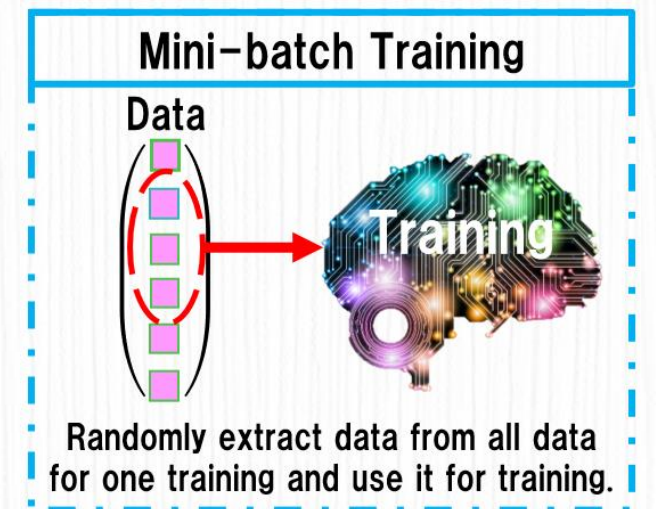 Mini-batch Training
Data
Training
Randomly extract data from all data
for one training and use it for training.